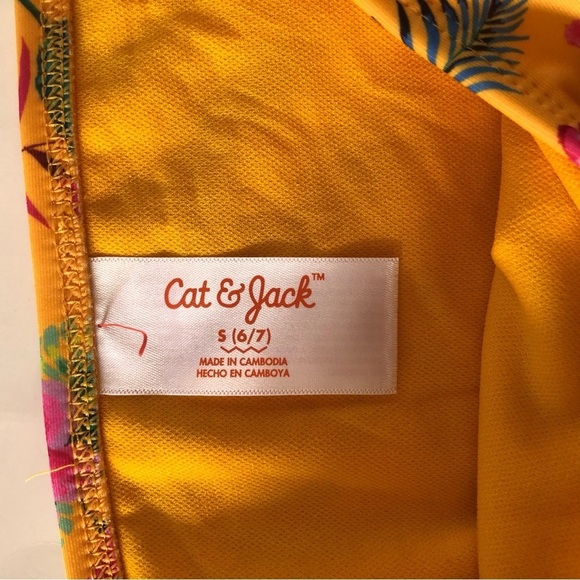 Cat & Jack™
S (6/7)
MADE IN CAMBODIA
HECHO EN CAMBOYA